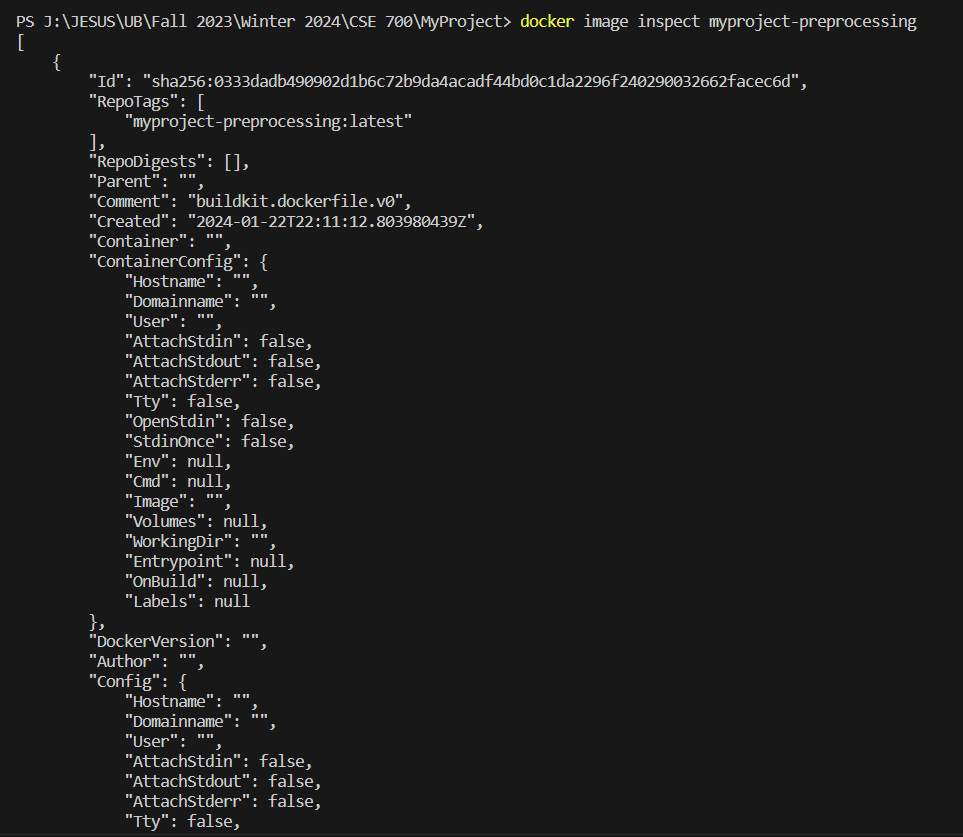 PS J:\JESUS\UB\Fall 2023\Winter 2024\CSE 700\MyProject> docker image inspect myproject-preprocessing
[
    {
        "Id": "sha256:0333dadb490902d1b6c72b9da4acadf44bd0c1da2296f240290032662facec6d",
        "RepoTags": [
            "myproject-preprocessing:latest"
        ],
        "RepoDigests": [],
        "Parent": "",
        "Comment": "buildkit.dockerfile.v0",
        "Created": "2024-01-22T22:11:12.803980439Z",
        "Container": "",
        "ContainerConfig": {
            "Hostname": "",
            "Domainname": "",
            "User": "",
            "AttachStdin": false,
            "AttachStdout": false,
            "AttachStderr": false,
            "Tty": false,
            "OpenStdin": false,
            "StdinOnce": false,
            "Env": null,
            "Cmd": null,
            "Image": "",
            "Volumes": null,
            "WorkingDir": "",
            "Entrypoint": null,
            "OnBuild": null,
            "Labels": null
        },
        "DockerVersion": "",
        "Author": "",
        "Config": {
            "Hostname": "",
            "Domainname": "",
            "User": "",
            "AttachStdin": false,
            "AttachStdout": false,
            "AttachStderr": false,
            "Tty": false,